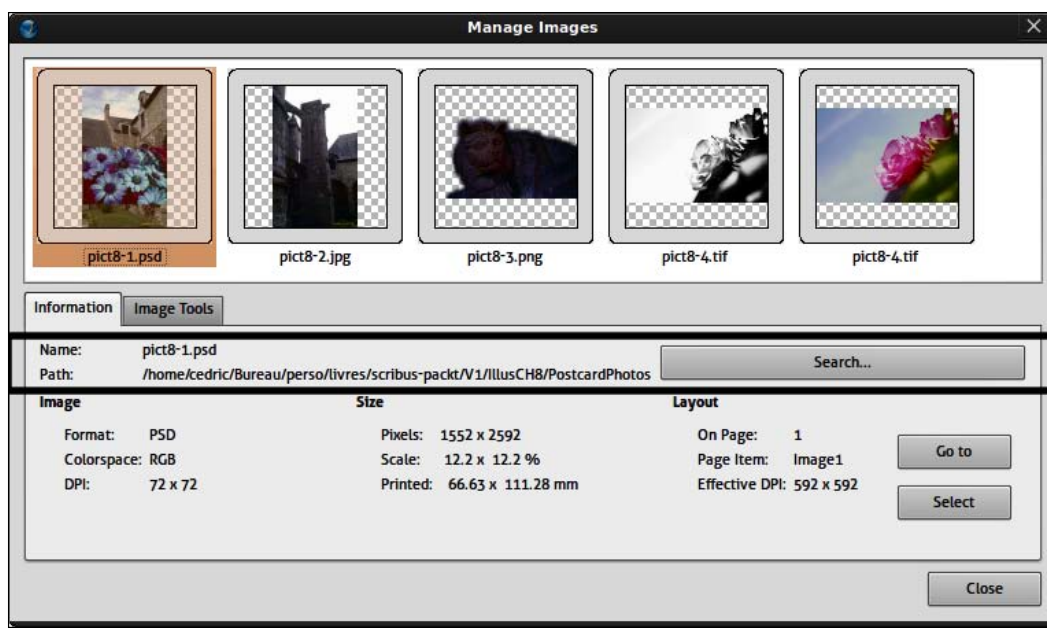 Manage Images
pict8-1.psd
pict8-2.jpg
pict8-3.png
pict8-4.tif
pict8-4.tif
Information
Image Tools
Name: pict8-1.psd
Search...
Path: /home/cedric/Bureau/perso/livres/scribus-packt/V1/IllusCH8/PostcardPhotos
Image
Format: PSD
Colorspace: RGB
DPI: 72 x 72
Size
Pixels: 1552 x 2592
Scale: 12.2 x 12.2 %
Printed: 66.63 x 111.28 mm
Layout
On Page: 1
Page Item: Image1
Effective DPI: 592 x 592
Go to
Select
Close